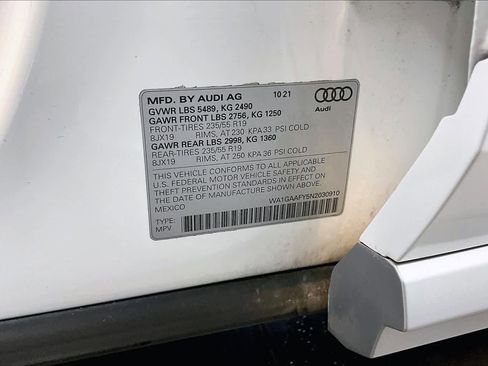 MFD. BY AUDI AG 10 21
GVWR LBS 5489, KG 2490
GAWR FRONT LBS 2756, KG 1250
FRONT-TIRES 235/55 R19
8JX19 RIMS, AT 230 KPA 33 PSI COLD
GAWR REAR LBS 2998, KG 1360
REAR-TIRES 235/55 R19
8JX19 RIMS, AT 250 KPA 36 PSI COLD
Audi
THIS VEHICLE CONFORMS TO ALL APPLICABLE
U.S. FEDERAL MOTOR VEHICLE SAFETY AND
THEFT PREVENTION STANDARDS IN EFFECT ON
THE DATE OF MANUFACTURE SHOWN ABOVE.
MEXICO
TYPE:
MPV
WA1GAAFY5N2030910